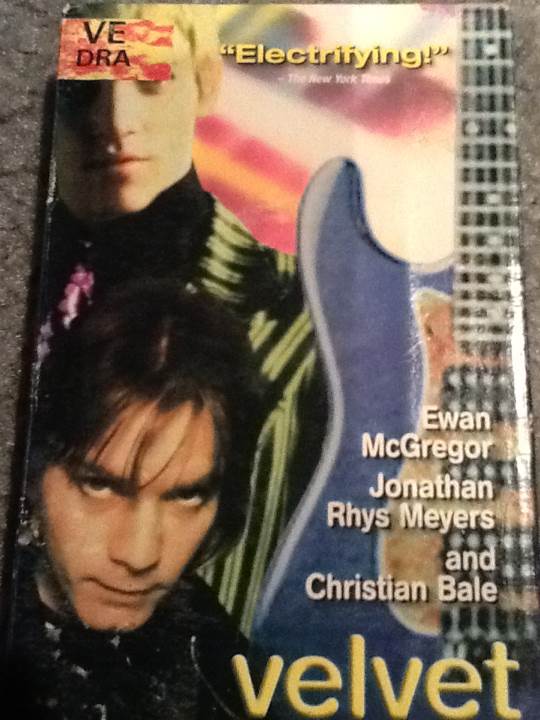 VE
DRA
"Electrifying!"
– The New York Times
Ewan
McGregor
Jonathan
Rhys Meyers
and
Christian Bale
velvet